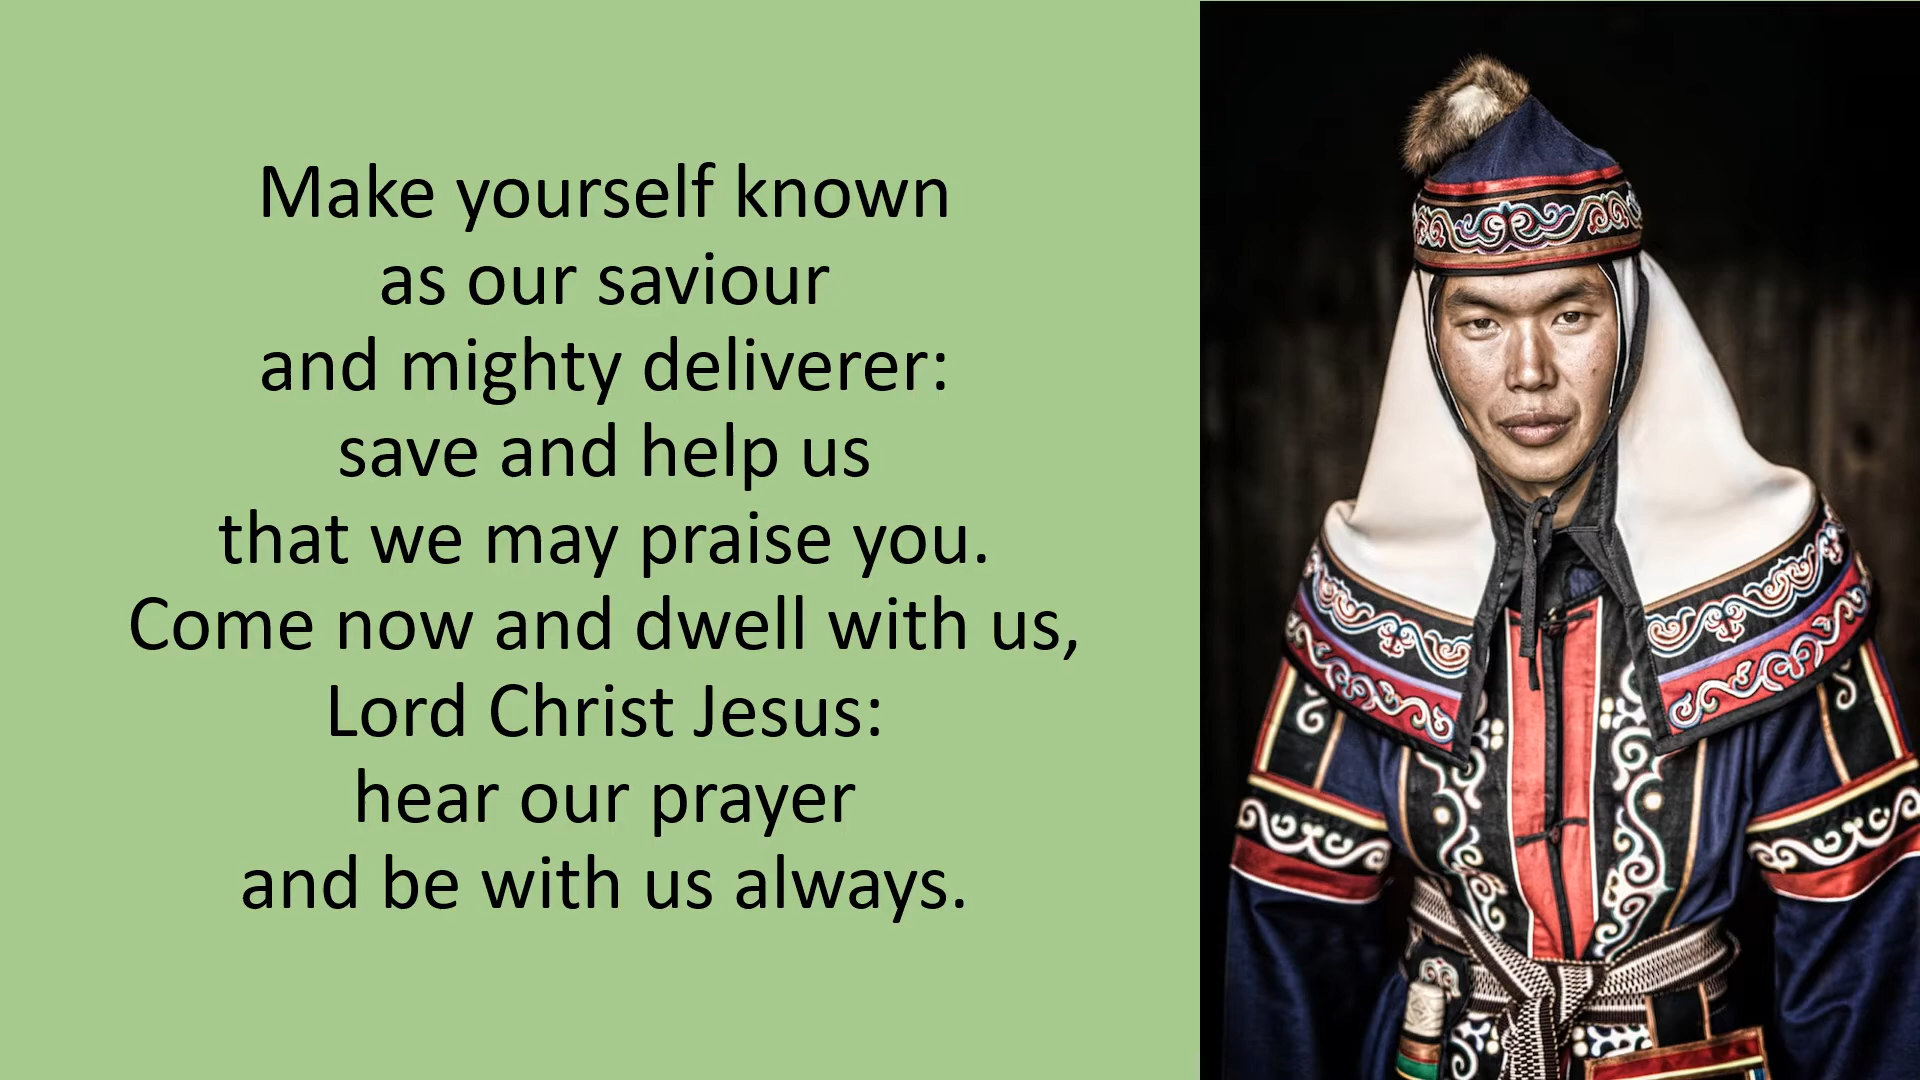 Make yourself known
as our saviour
and mighty deliverer:
save and help us
that we may praise you.
Come now and dwell with us,
Lord Christ Jesus:
hear our prayer
and be with us always.